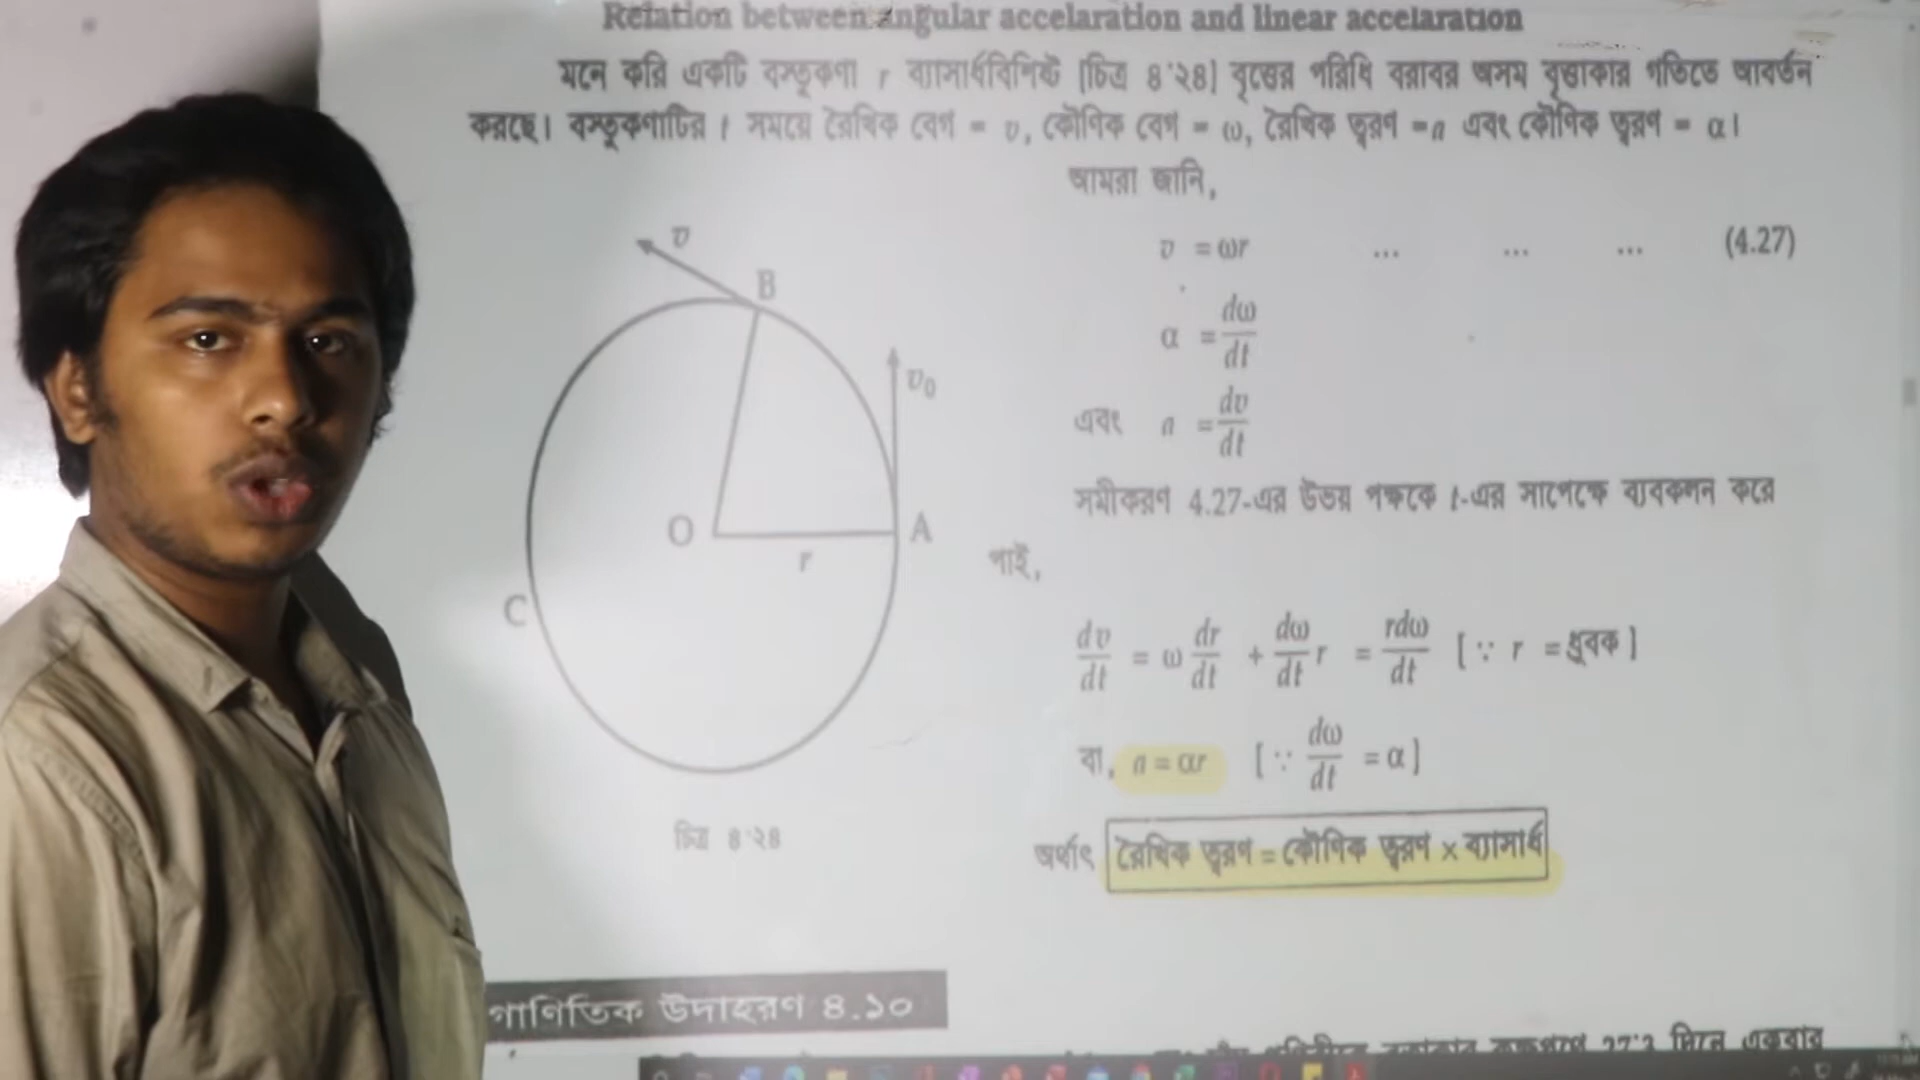 Relation between angular accelaration and linear accelaration
মনে করি একটি বস্তুকণা r ব্যাসার্ধবিশিষ্ট [চিত্র ৪·২৪] বৃত্তের পরিধি বরাবর অসম বৃত্তাকার গতিতে আবর্তন
করছে। বস্তুকণাটির t সময়ে রৈখিক বেগ = v, কৌণিক বেগ = ω, রৈখিক ত্বরণ =a এবং কৌণিক ত্বরণ = α।
আমরা জানি,
v = ωr ... ... ... (4.27)
α = dω/dt
এবং a = dv/dt
সমীকরণ 4.27-এর উভয় পক্ষকে t-এর সাপেক্ষে ব্যবকলন করে
পাই,
dv/dt = ω dr/dt + dω/dt r = rdω/dt [∵ r = ধ্রুবক]
বা, a = αr [∵ dω/dt = α]
অর্থাৎ রৈখিক ত্বরণ = কৌণিক ত্বরণ × ব্যাসার্ধ
v
B
v₀
O
A
r
C
চিত্র ৪·২৪
গাণিতিক উদাহরণ ৪.১০
27·3 দিনে একবার